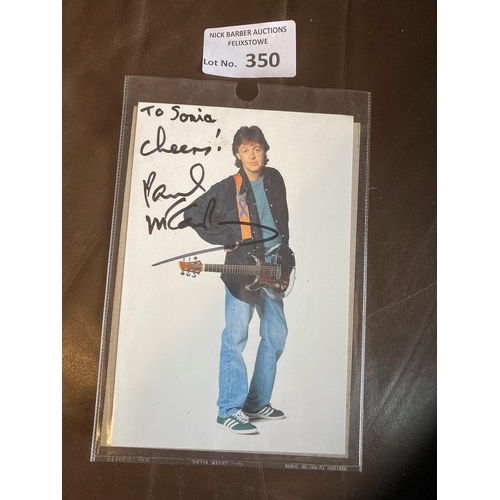 NICK BARBER AUCTIONS
FELIXSTOWE
Lot No. 350
To Sonia
cheers!
Paul
McCartney